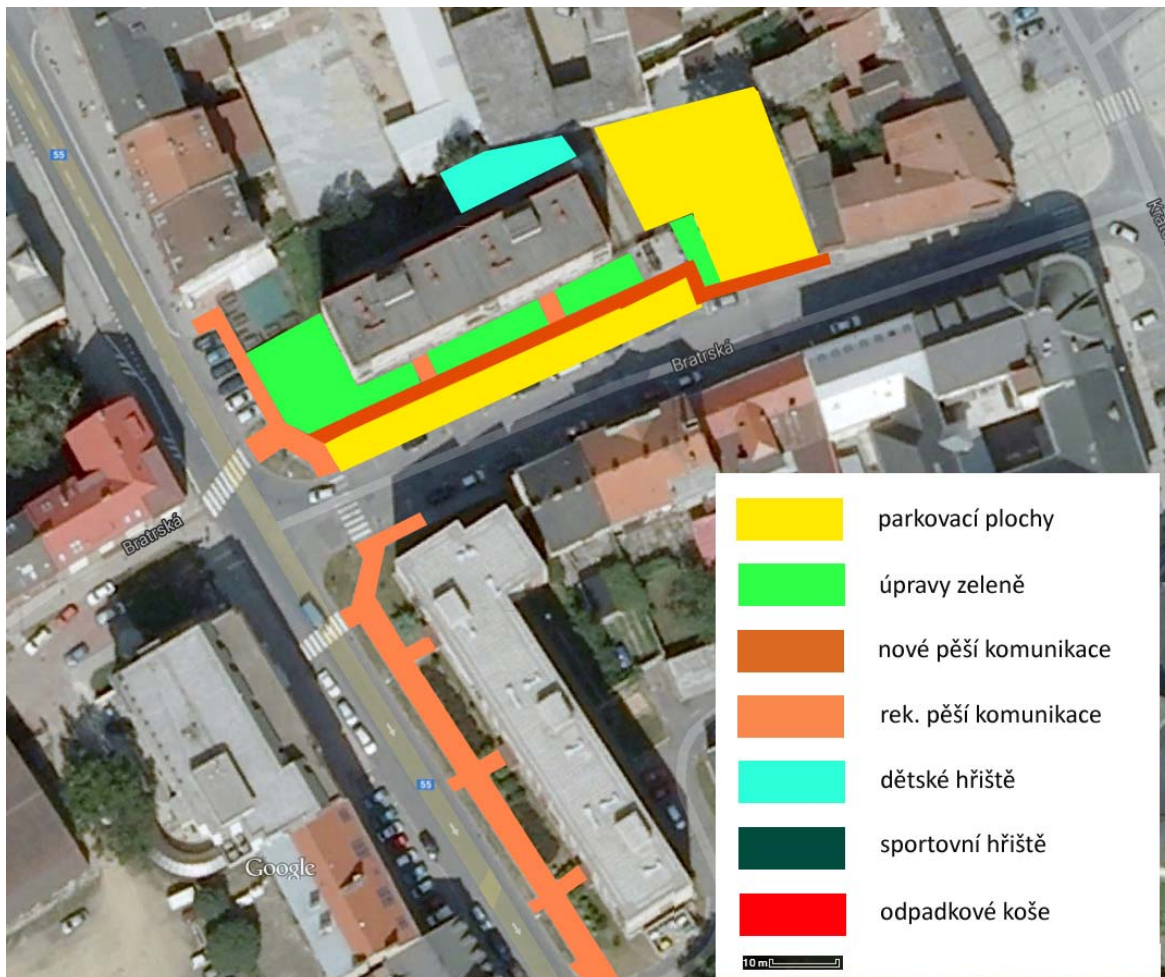 55
Bratrská
Bratrská
55
Google
parkovací plochy
úpravy zeleně
nové pěší komunikace
rek. pěší komunikace
dětské hřiště
sportovní hřiště
odpadkové koše
10 m